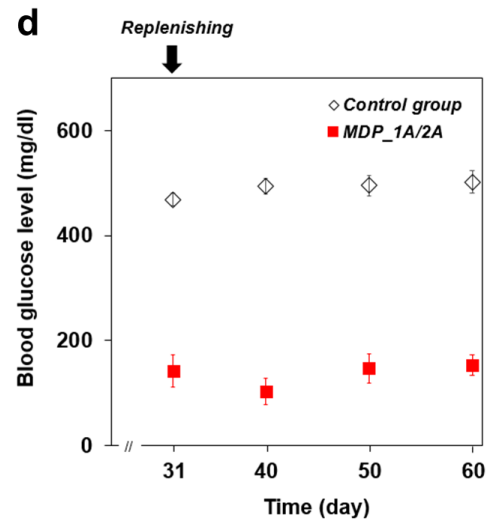 d
Replenishing
Control group
MDP_1A/2A
Blood glucose level (mg/dl)
600
400
200
0
//
31 40 50 60
Time (day)